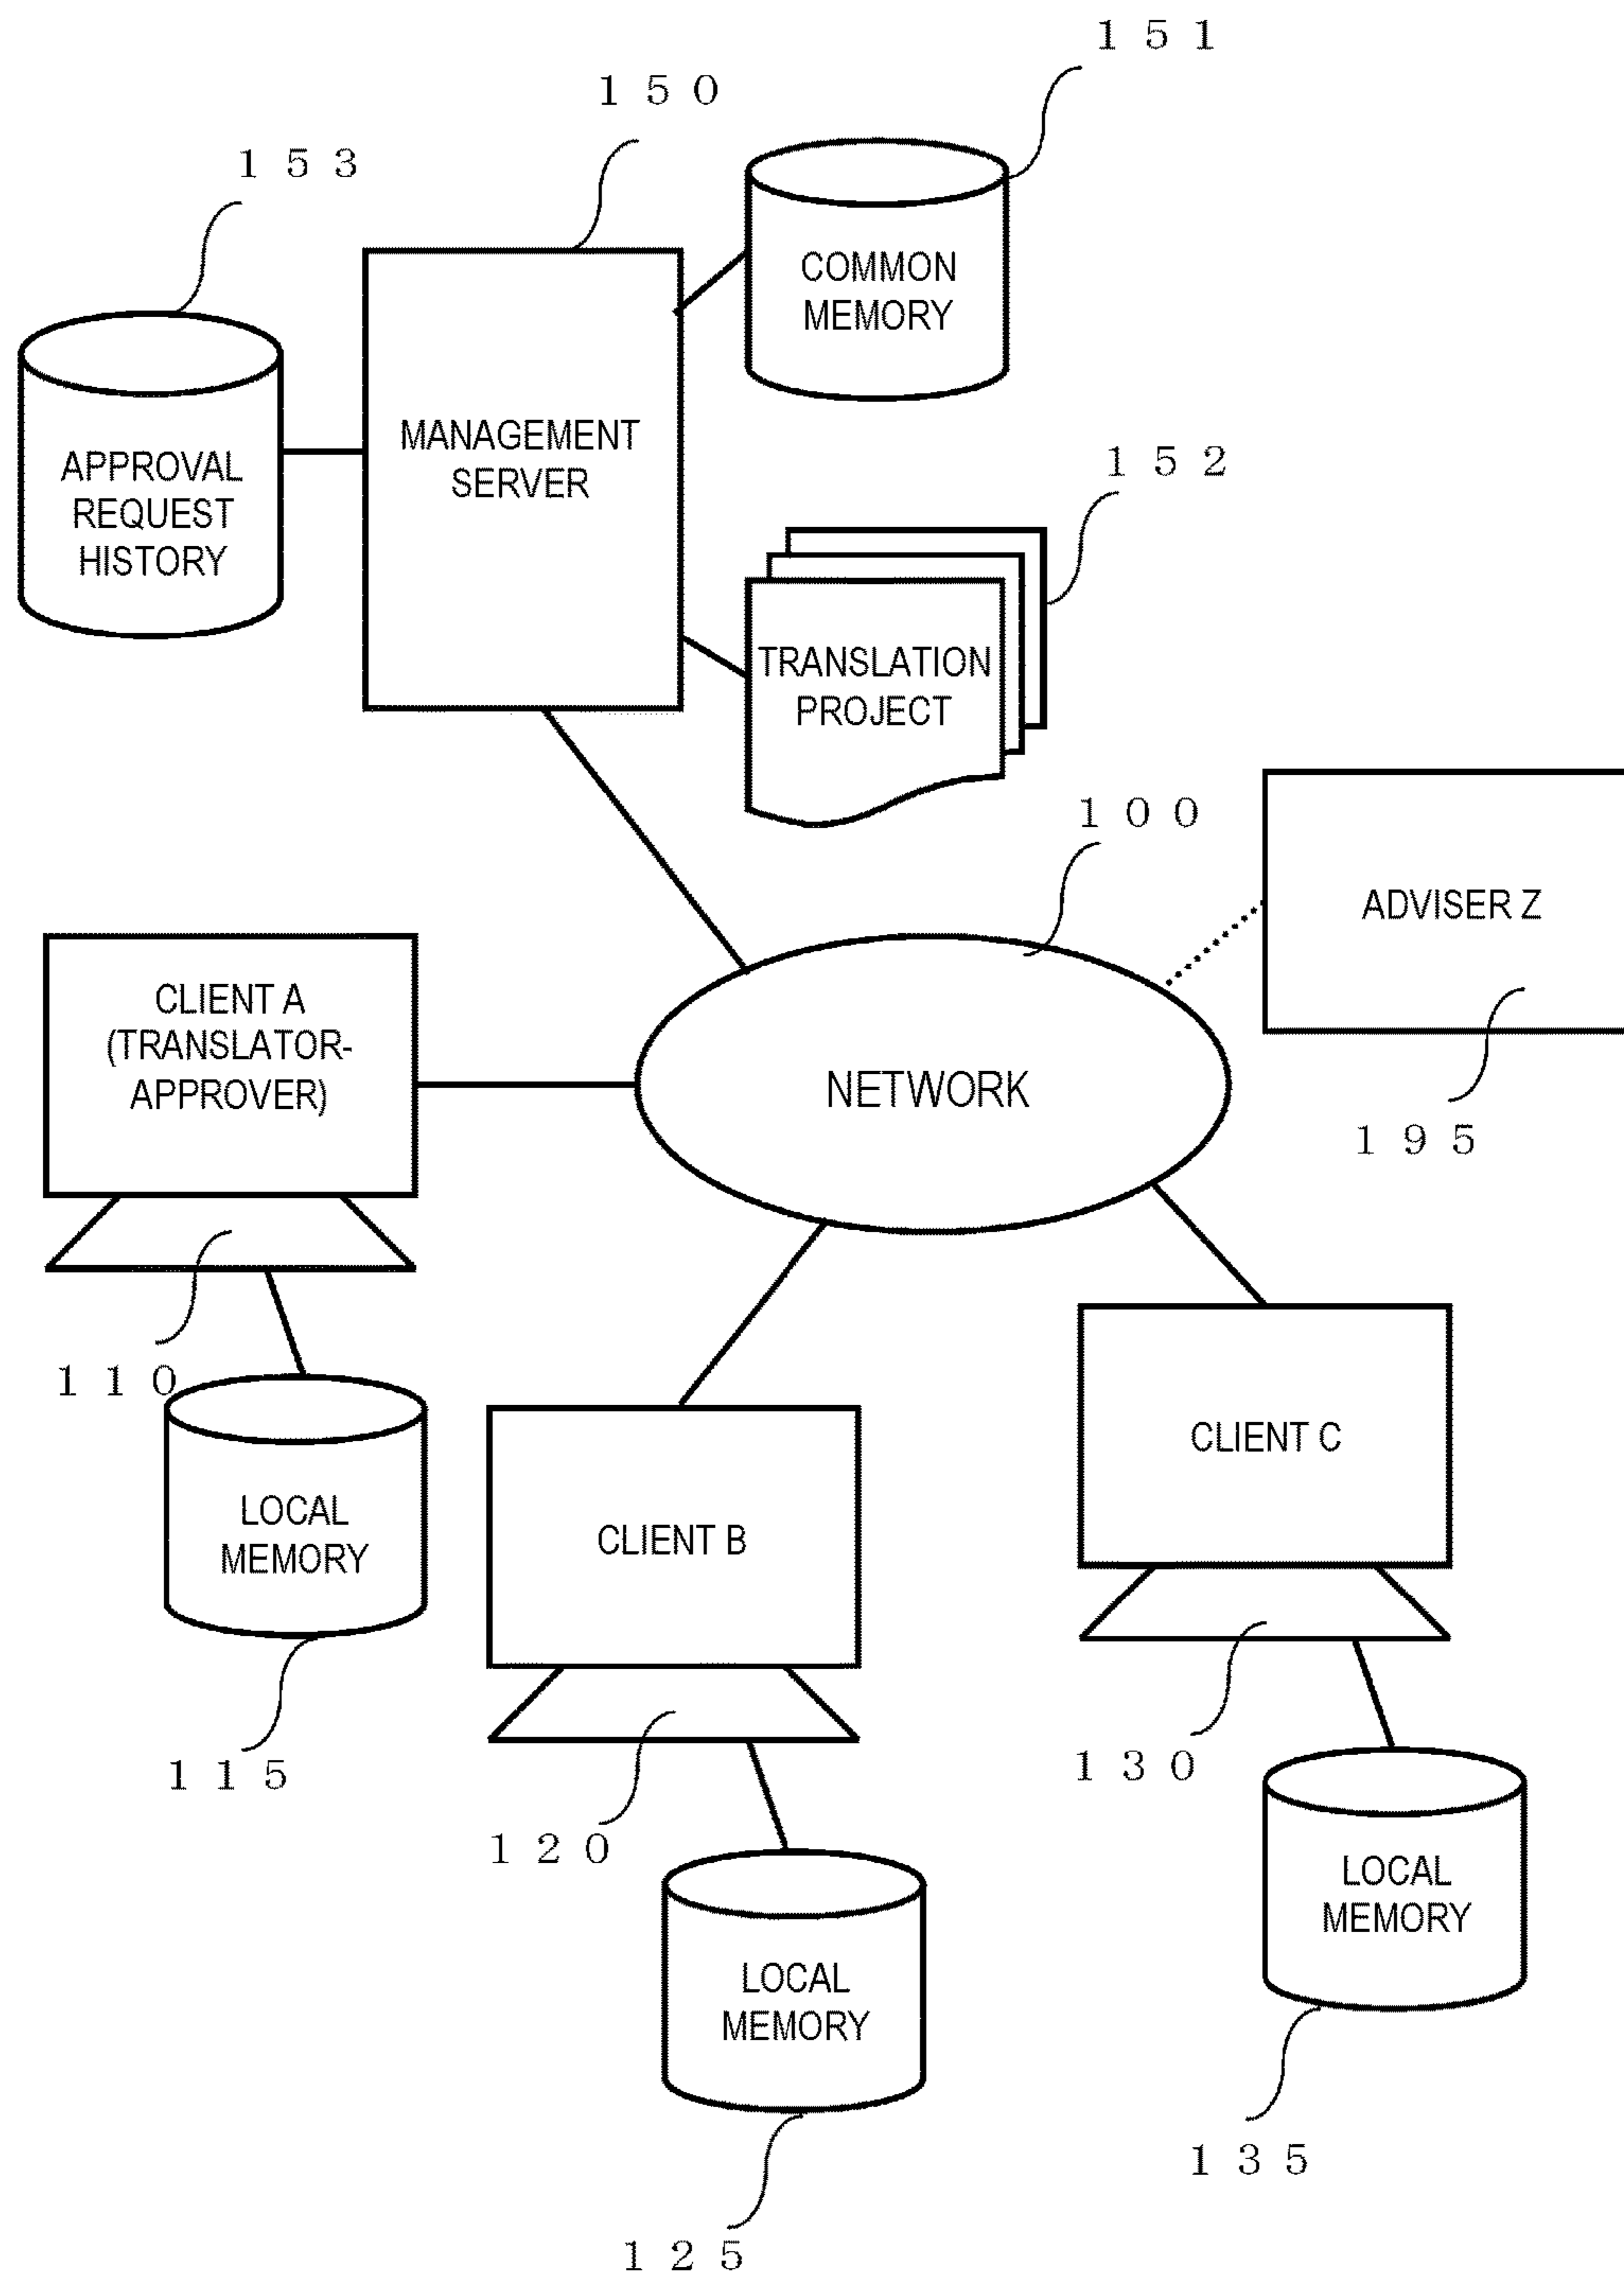 151
150
153
COMMON
MEMORY
MANAGEMENT
SERVER
APPROVAL
REQUEST
HISTORY
152
TRANSLATION
PROJECT
100
ADVISER Z
CLIENT A
(TRANSLATOR-
APPROVER)
NETWORK
195
110
CLIENT C
LOCAL
MEMORY
CLIENT B
115
130
120
LOCAL
MEMORY
LOCAL
MEMORY
135
125